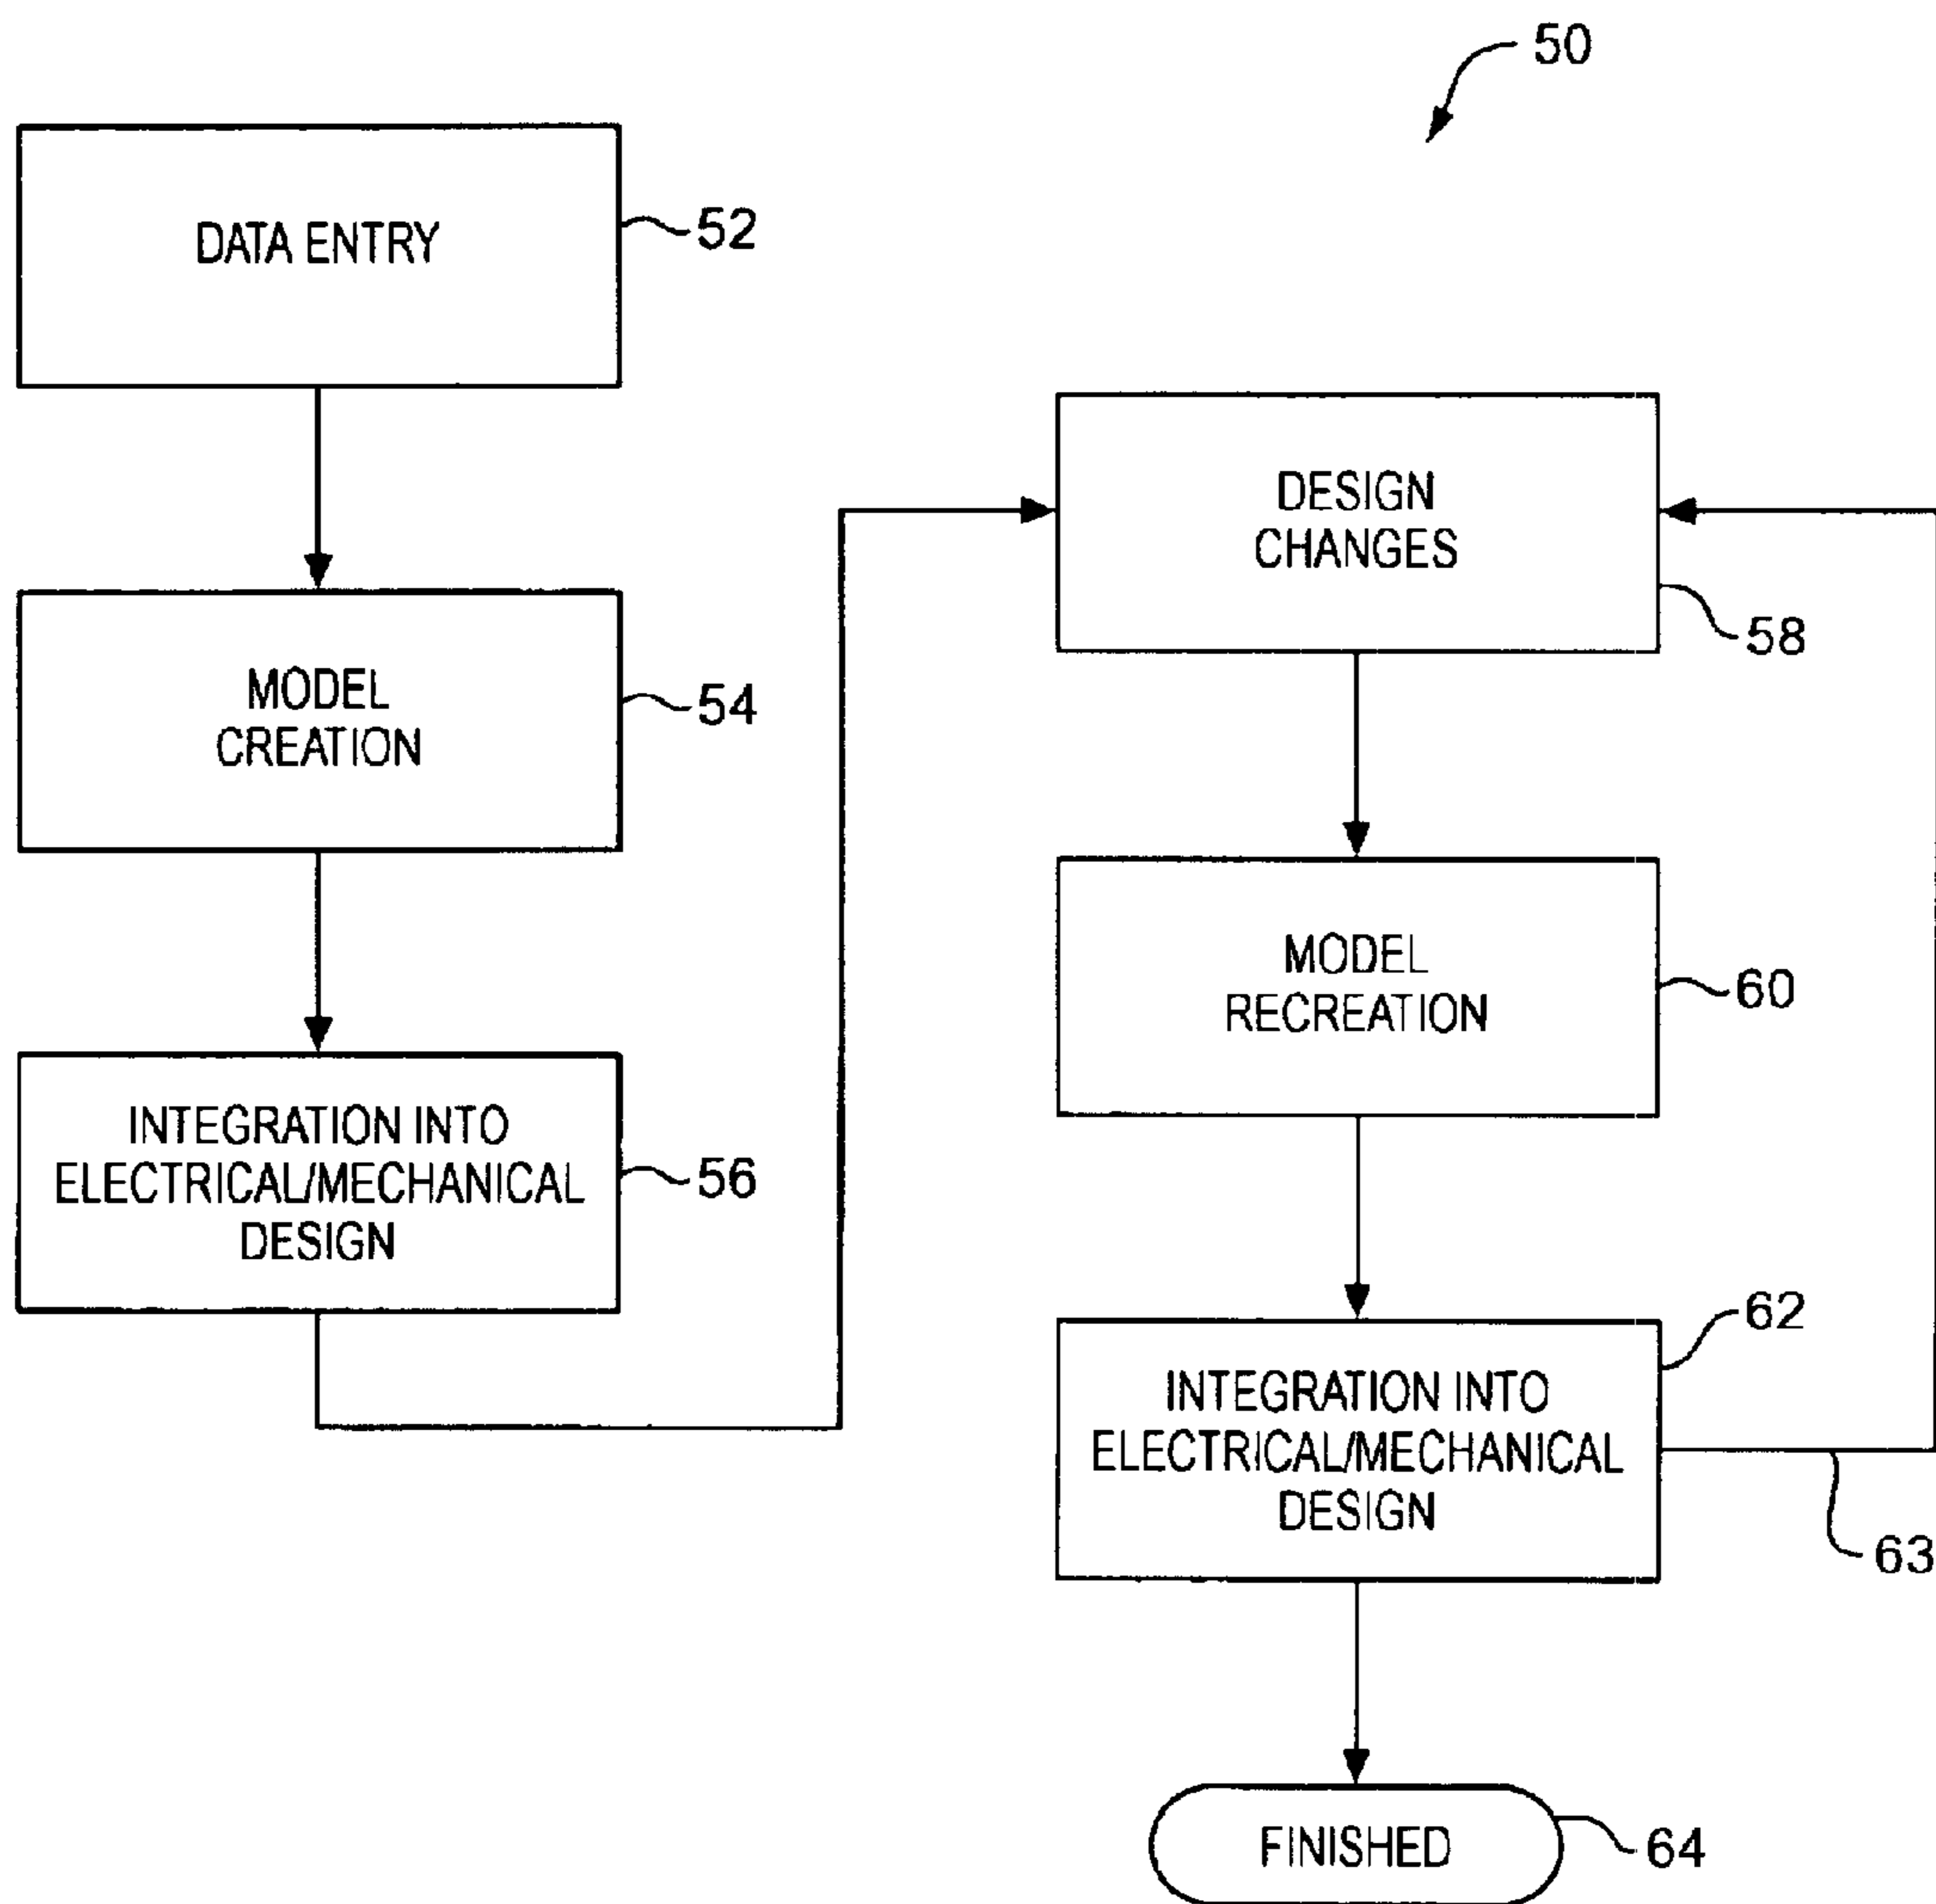 50
DATA ENTRY
52
MODEL
CREATION
54
INTEGRATION INTO
ELECTRICAL/MECHANICAL
DESIGN
56
DESIGN
CHANGES
58
MODEL
RECREATION
60
INTEGRATION INTO
ELECTRICAL/MECHANICAL
DESIGN
62
63
FINISHED
64